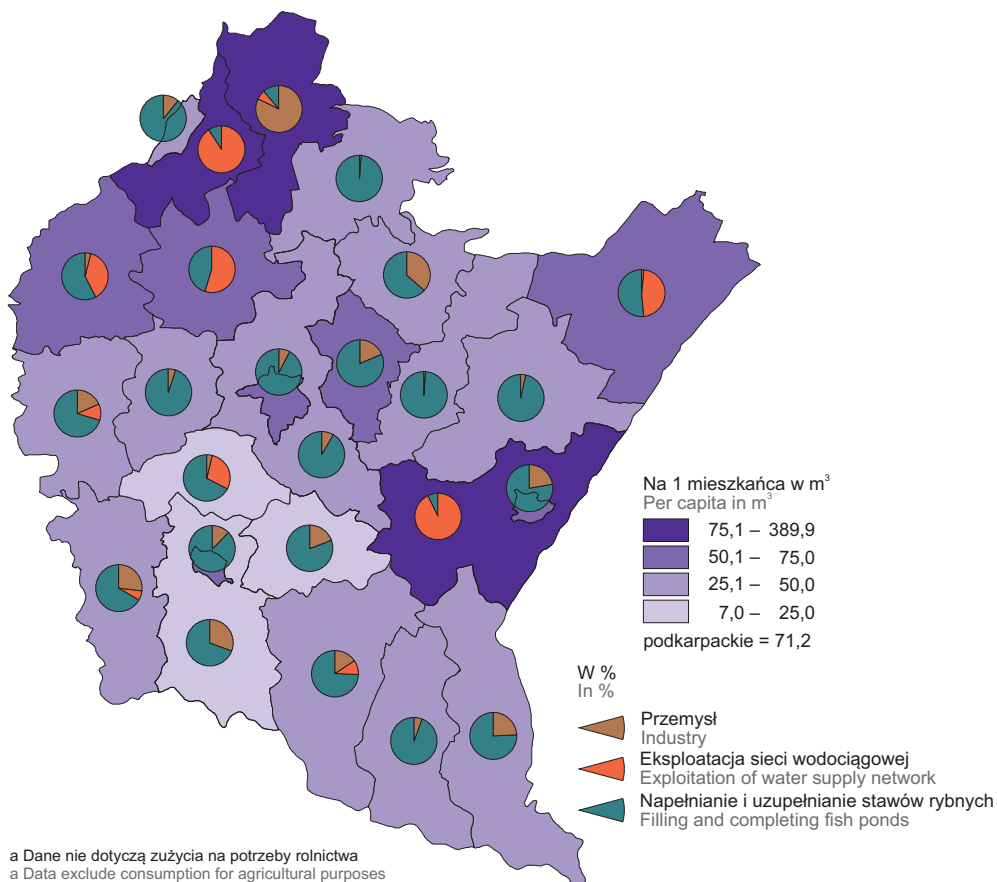 Na 1 mieszkańca w m³
Per capita in m³
75,1 – 389,9
50,1 – 75,0
25,1 – 50,0
7,0 – 25,0
podkarpackie = 71,2
W %
In %
Przemysł
Industry
Eksploatacja sieci wodociągowej
Exploitation of water supply network
Napełnianie i uzupełnianie stawów rybnych
Filling and completing fish ponds
a Dane nie dotyczą zużycia na potrzeby rolnictwa
a Data exclude consumption for agricultural purposes